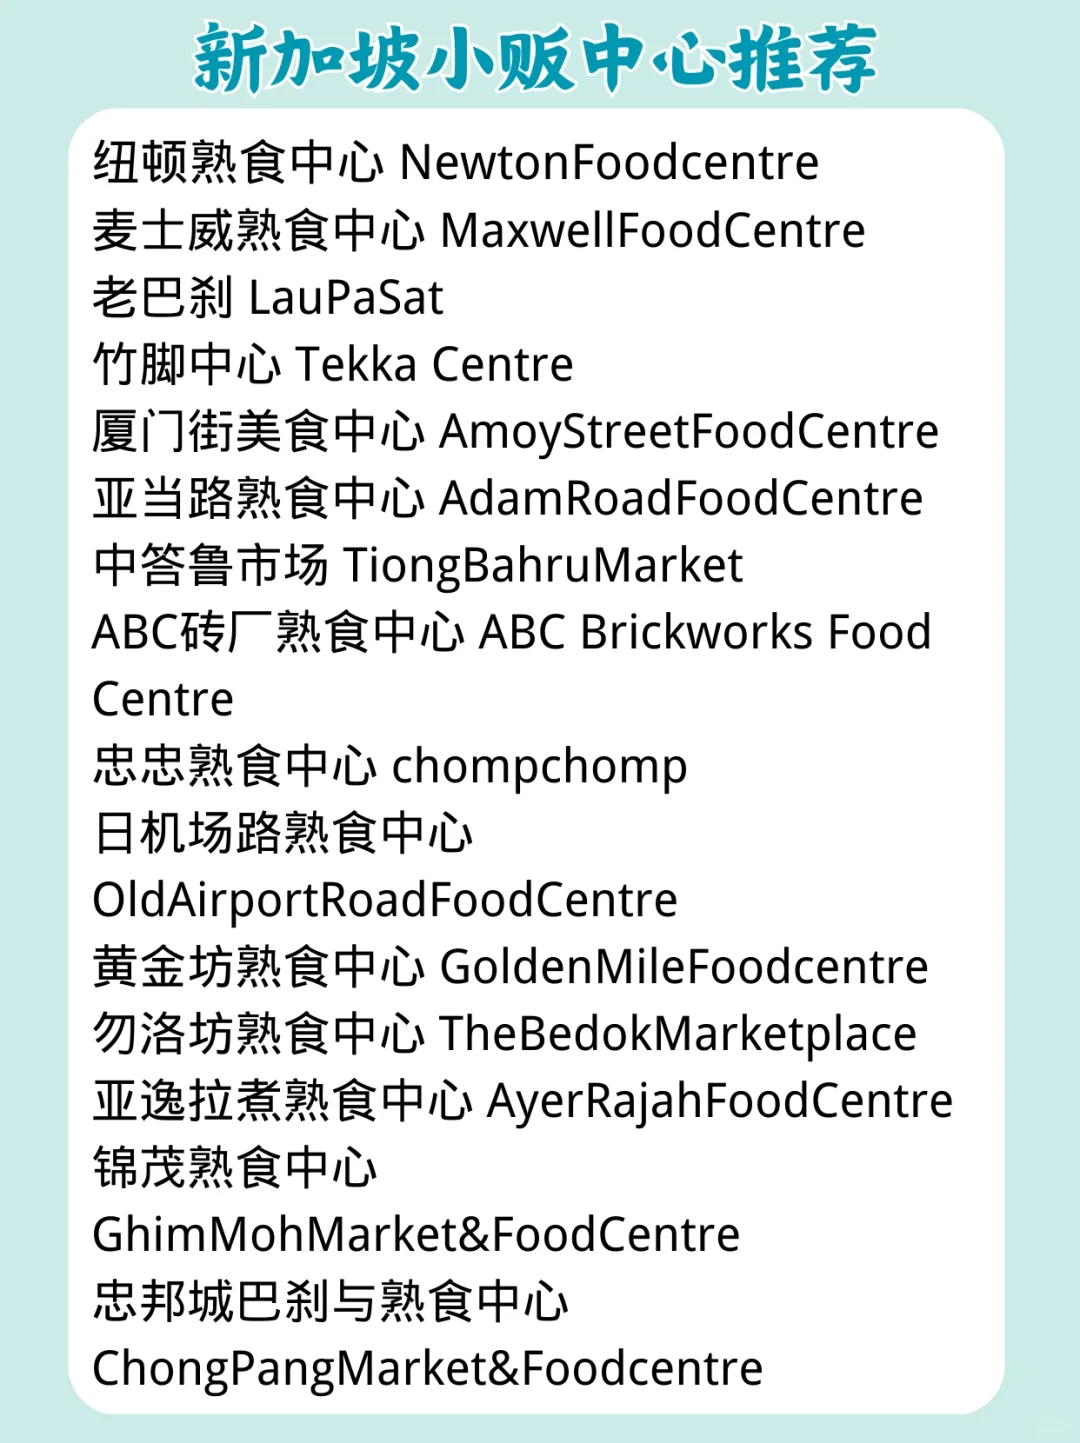 新加坡小贩中心推荐
纽顿熟食中心 NewtonFoodcentre
麦士威熟食中心 MaxwellFoodCentre
老巴刹 LauPaSat
竹脚中心 Tekka Centre
厦门街美食中心 AmoyStreetFoodCentre
亚当路熟食中心 AdamRoadFoodCentre
中答鲁市场 TiongBahruMarket
ABC砖厂熟食中心 ABC Brickworks Food
Centre
忠忠熟食中心 chompchomp
日机场路熟食中心
OldAirportRoadFoodCentre
黄金坊熟食中心 GoldenMileFoodcentre
勿洛坊熟食中心 TheBedokMarketplace
亚逸拉煮熟食中心 AyerRajahFoodCentre
锦茂熟食中心
GhimMohMarket&FoodCentre
忠邦城巴刹与熟食中心
ChongPangMarket&Foodcentre